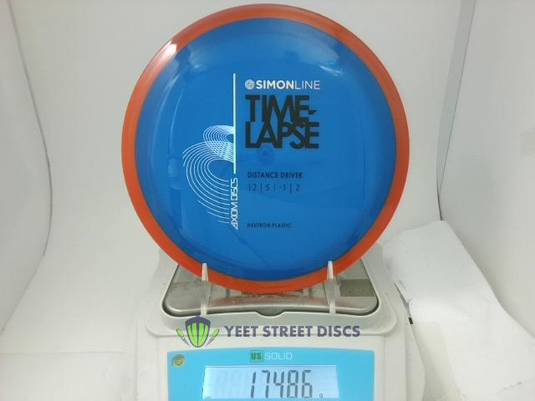 SIMONLINE
TIME-
LAPSE
DISTANCE DRIVER
12 | 5 | -1 | 2
NEUTRON PLASTIC
AXIOM DISCS
YEET STREET DISCS
US SOLID
174.86 g